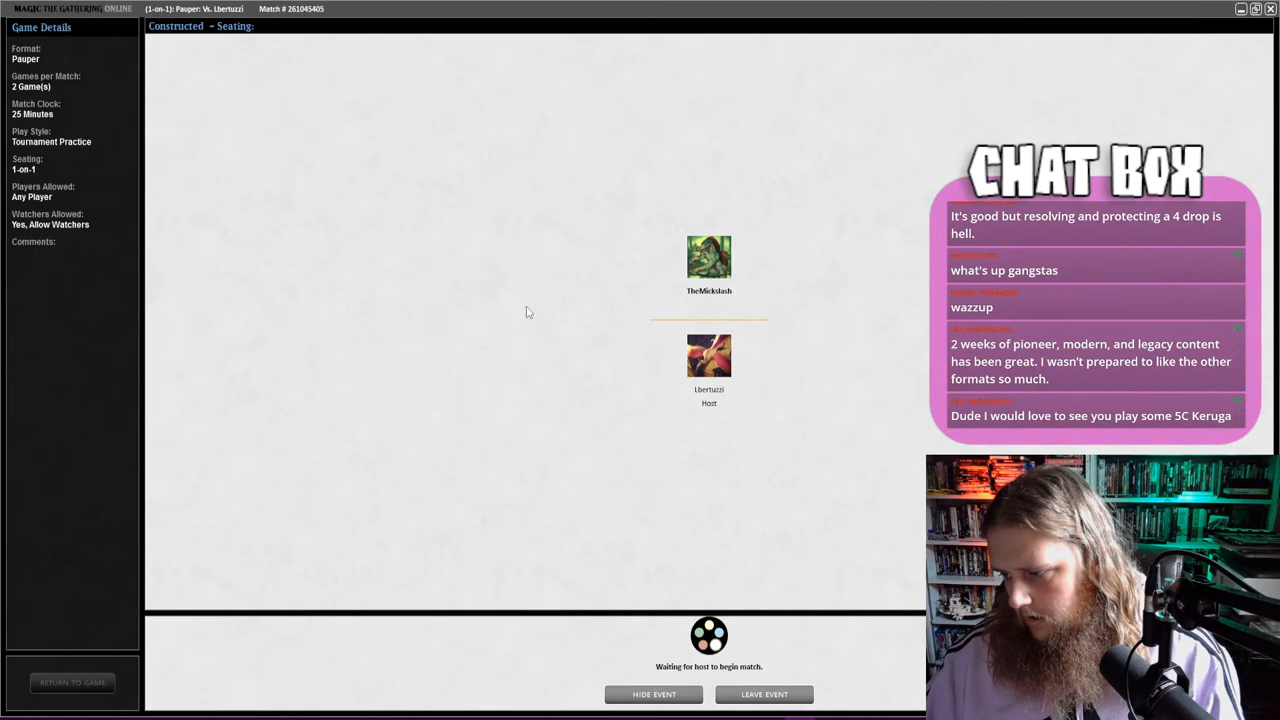 MAGIC THE GATHERING ONLINE (1-on-1): Pauper: Vs. Lbertuzzi Match # 261045405
Game Details
Constructed - Seating:
Format:
Pauper
Games per Match:
2 Game(s)
Match Clock:
25 Minutes
Play Style:
Tournament Practice
Seating:
1-on-1
Players Allowed:
Any Player
Watchers Allowed:
Yes, Allow Watchers
Comments:
TheMickslash
Lbertuzzi
Host
CHAT BOX
It's good but resolving and protecting a 4 drop is
hell.
what's up gangstas
wazzup
2 weeks of pioneer, modern, and legacy content
has been great. I wasn't prepared to like the other
formats so much.
Dude I would love to see you play some 5C Keruga
Waiting for host to begin match.
RETURN TO GAME
HIDE EVENT
LEAVE EVENT